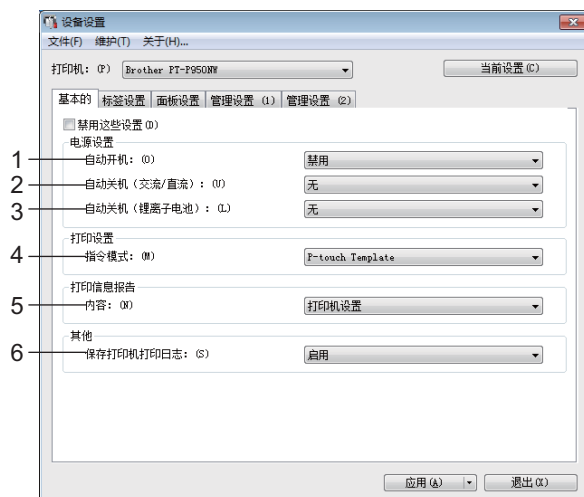 设备设置
文件(F) 维护(T) 关于(H)...
打印机: (P) Brother PT-P950NW 当前设置(C)
基本的 标签设置 面板设置 管理设置 (1) 管理设置 (2)
禁用这些设置(D)
电源设置
1 自动开机: (O) 禁用
2 自动关机（交流/直流）: (U) 无
3 自动关机（锂离子电池）: (L) 无
打印设置
4 指令模式: (M) P-touch Template
打印信息报告
5 内容: (N) 打印机设置
其他
6 保存打印机打印日志: (S) 启用
应用(A) 退出(X)